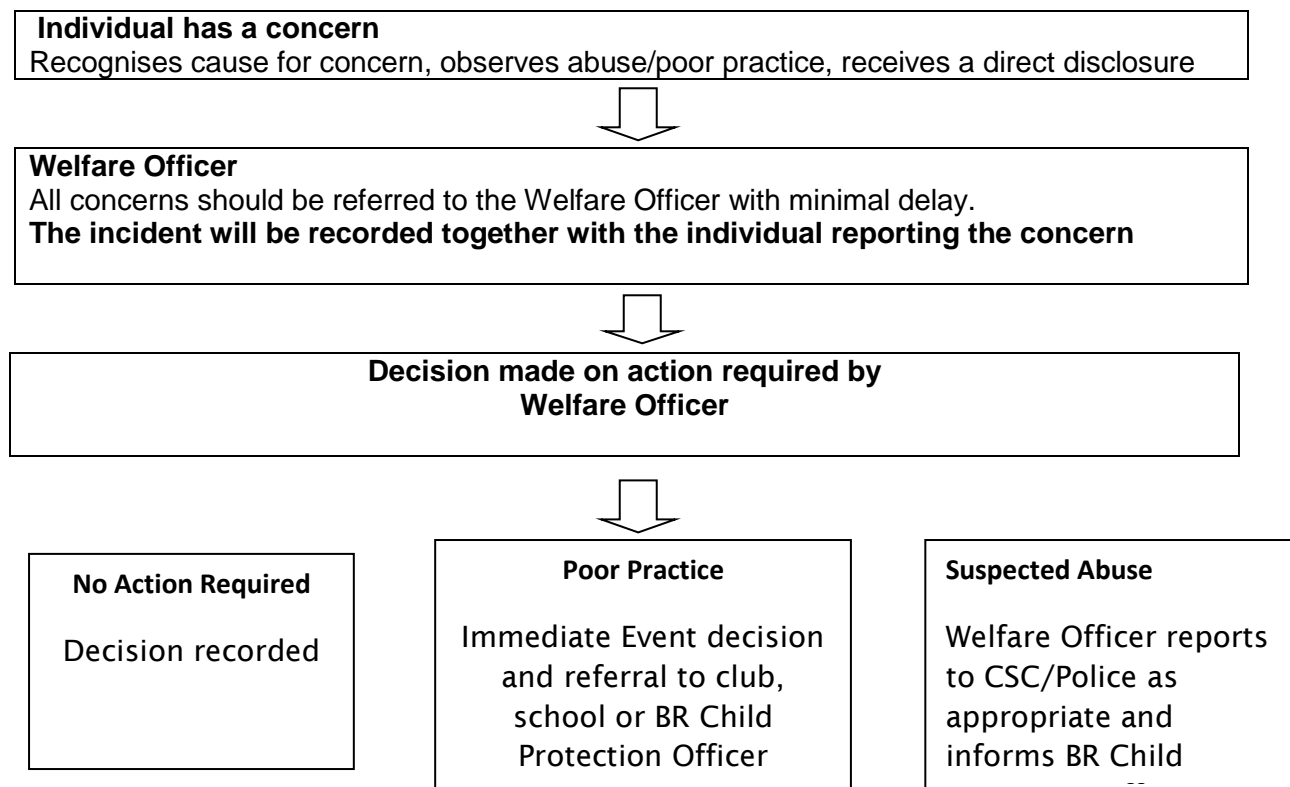 Individual has a concern
Recognises cause for concern, observes abuse/poor practice, receives a direct disclosure
Welfare Officer
All concerns should be referred to the Welfare Officer with minimal delay.
The incident will be recorded together with the individual reporting the concern
Decision made on action required by
Welfare Officer
No Action Required
Decision recorded
Poor Practice
Immediate Event decision
and referral to club,
school or BR Child
Protection Officer
Suspected Abuse
Welfare Officer reports
to CSC/Police as
appropriate and
informs BR Child